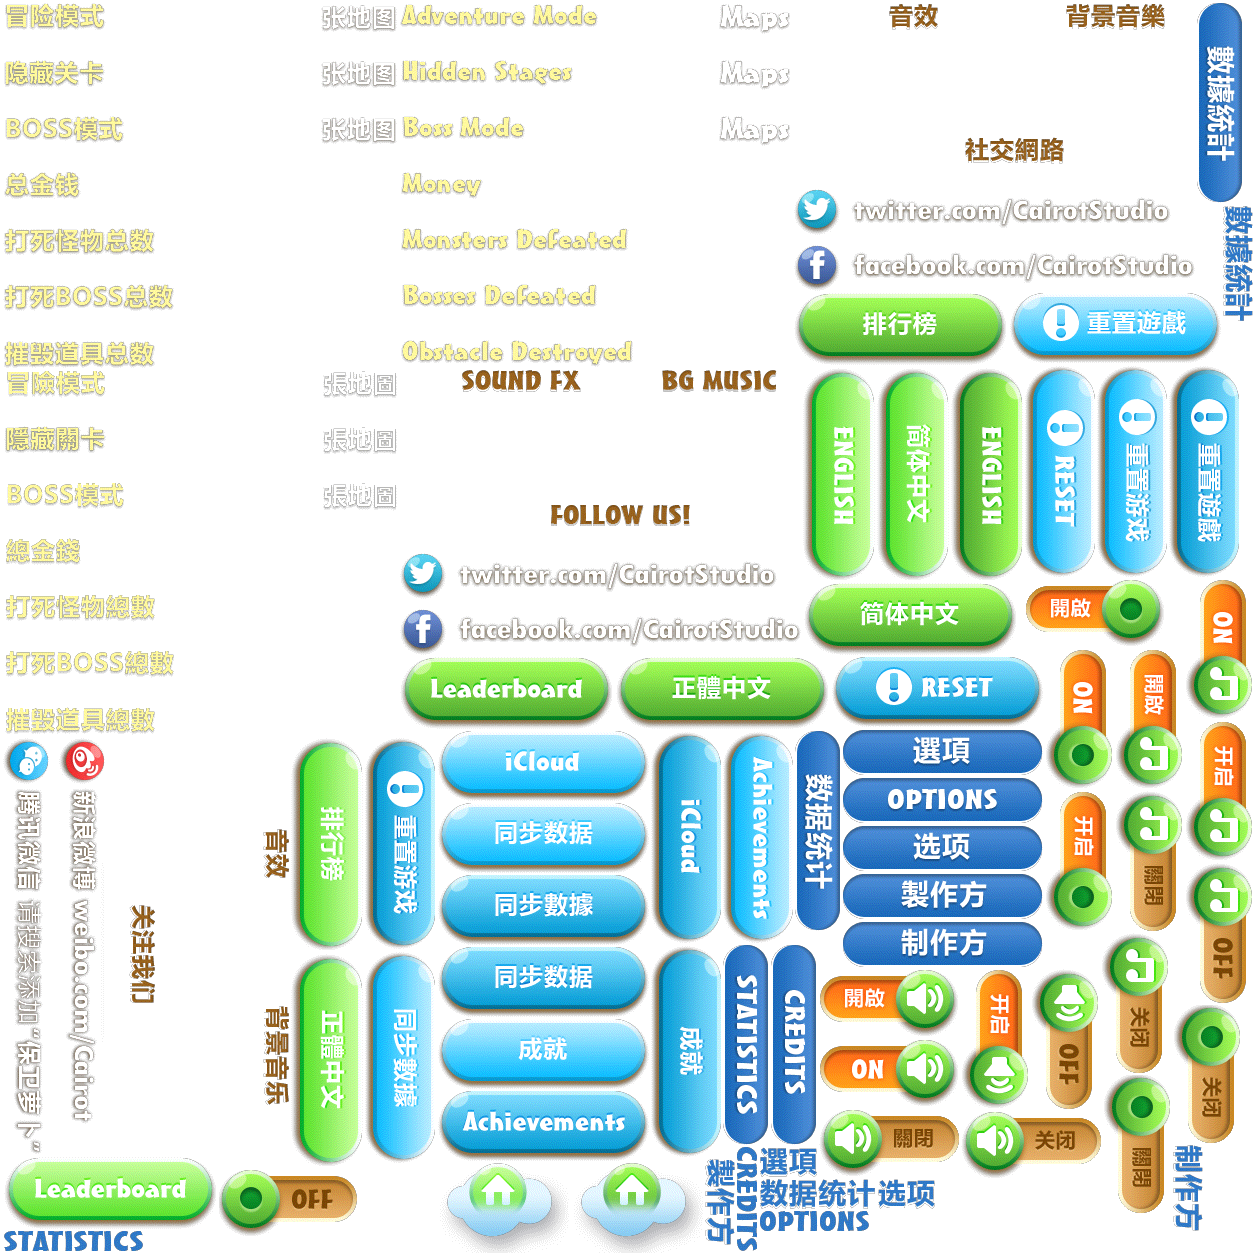 冒险模式
张地图
Adventure Mode
Maps
音效
背景音樂
數據統計
隐藏关卡
张地图
Hidden Stages
Maps
BOSS模式
张地图
Boss Mode
Maps
社交網路
总金钱
Money
twitter.com/CairotStudio
數據統計
打死怪物总数
Monsters Defeated
facebook.com/CairotStudio
打死BOSS总数
Bosses Defeated
排行榜
重置遊戲
摧毁道具总数
Obstacle Destroyed
冒險模式
張地圖
SOUND FX
BG MUSIC
ENGLISH
简体中文
ENGLISH
RESET
重置游戏
重置遊戲
隱藏關卡
張地圖
BOSS模式
張地圖
FOLLOW US!
總金錢
twitter.com/CairotStudio
打死怪物總數
facebook.com/CairotStudio
简体中文
開啟
ON
打死BOSS總數
Leaderboard
正體中文
RESET
ON
開啟
摧毀道具總數
iCloud
iCloud
Achievements
数据统计
選項
开启
腾讯微信 请搜索添加“保卫萝卜”
新浪微博 weibo.com/Cairot
音效
排行榜
重置游戏
同步数据
OPTIONS
选项
开启
關閉
关注我们
同步數據
製作方
制作方
OFF
背景音乐
正體中文
同步數據
同步数据
成就
STATISTICS
CREDITS
開啟
开启
OFF
关闭
成就
ON
关闭
Achievements
關閉
关闭
關閉
制作方
Leaderboard
OFF
製作方
CREDITS
選項
数据统计
选项
OPTIONS
STATISTICS